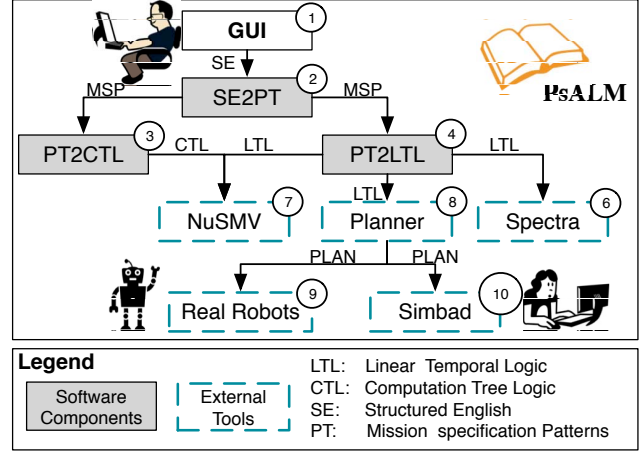 1
GUI
SE
2
SE2PT
PsALM
MSP
MSP
3
PT2CTL
CTL
LTL
4
PT2LTL
LTL
LTL
7
NuSMV
8
Planner
6
Spectra
PLAN
PLAN
9
Real Robots
10
Simbad
Legend
Software
Components
External
Tools
LTL: Linear Temporal Logic
CTL: Computation Tree Logic
SE: Structured English
PT: Mission specification Patterns